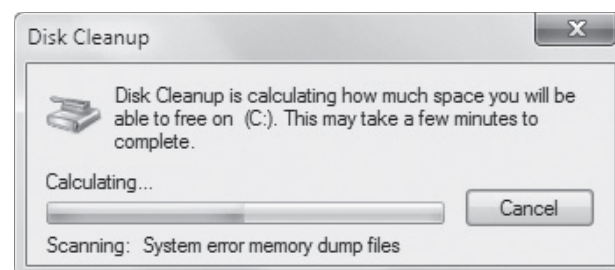 Disk Cleanup
Disk Cleanup is calculating how much space you will be
able to free on  (C:). This may take a few minutes to
complete.
Calculating...
Cancel
Scanning:  System error memory dump files